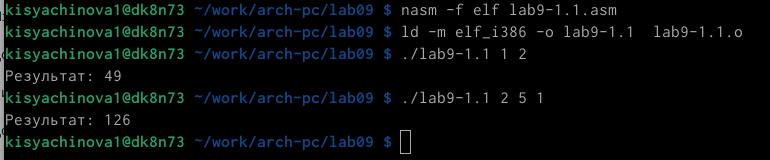 kisyachinova1@dk8n73 ~/work/arch-pc/lab09 $ nasm -f elf lab9-1.1.asm
kisyachinova1@dk8n73 ~/work/arch-pc/lab09 $ ld -m elf_i386 -o lab9-1.1  lab9-1.1.o
kisyachinova1@dk8n73 ~/work/arch-pc/lab09 $ ./lab9-1.1 1 2
Результат: 49
kisyachinova1@dk8n73 ~/work/arch-pc/lab09 $ ./lab9-1.1 2 5 1
Результат: 126
kisyachinova1@dk8n73 ~/work/arch-pc/lab09 $